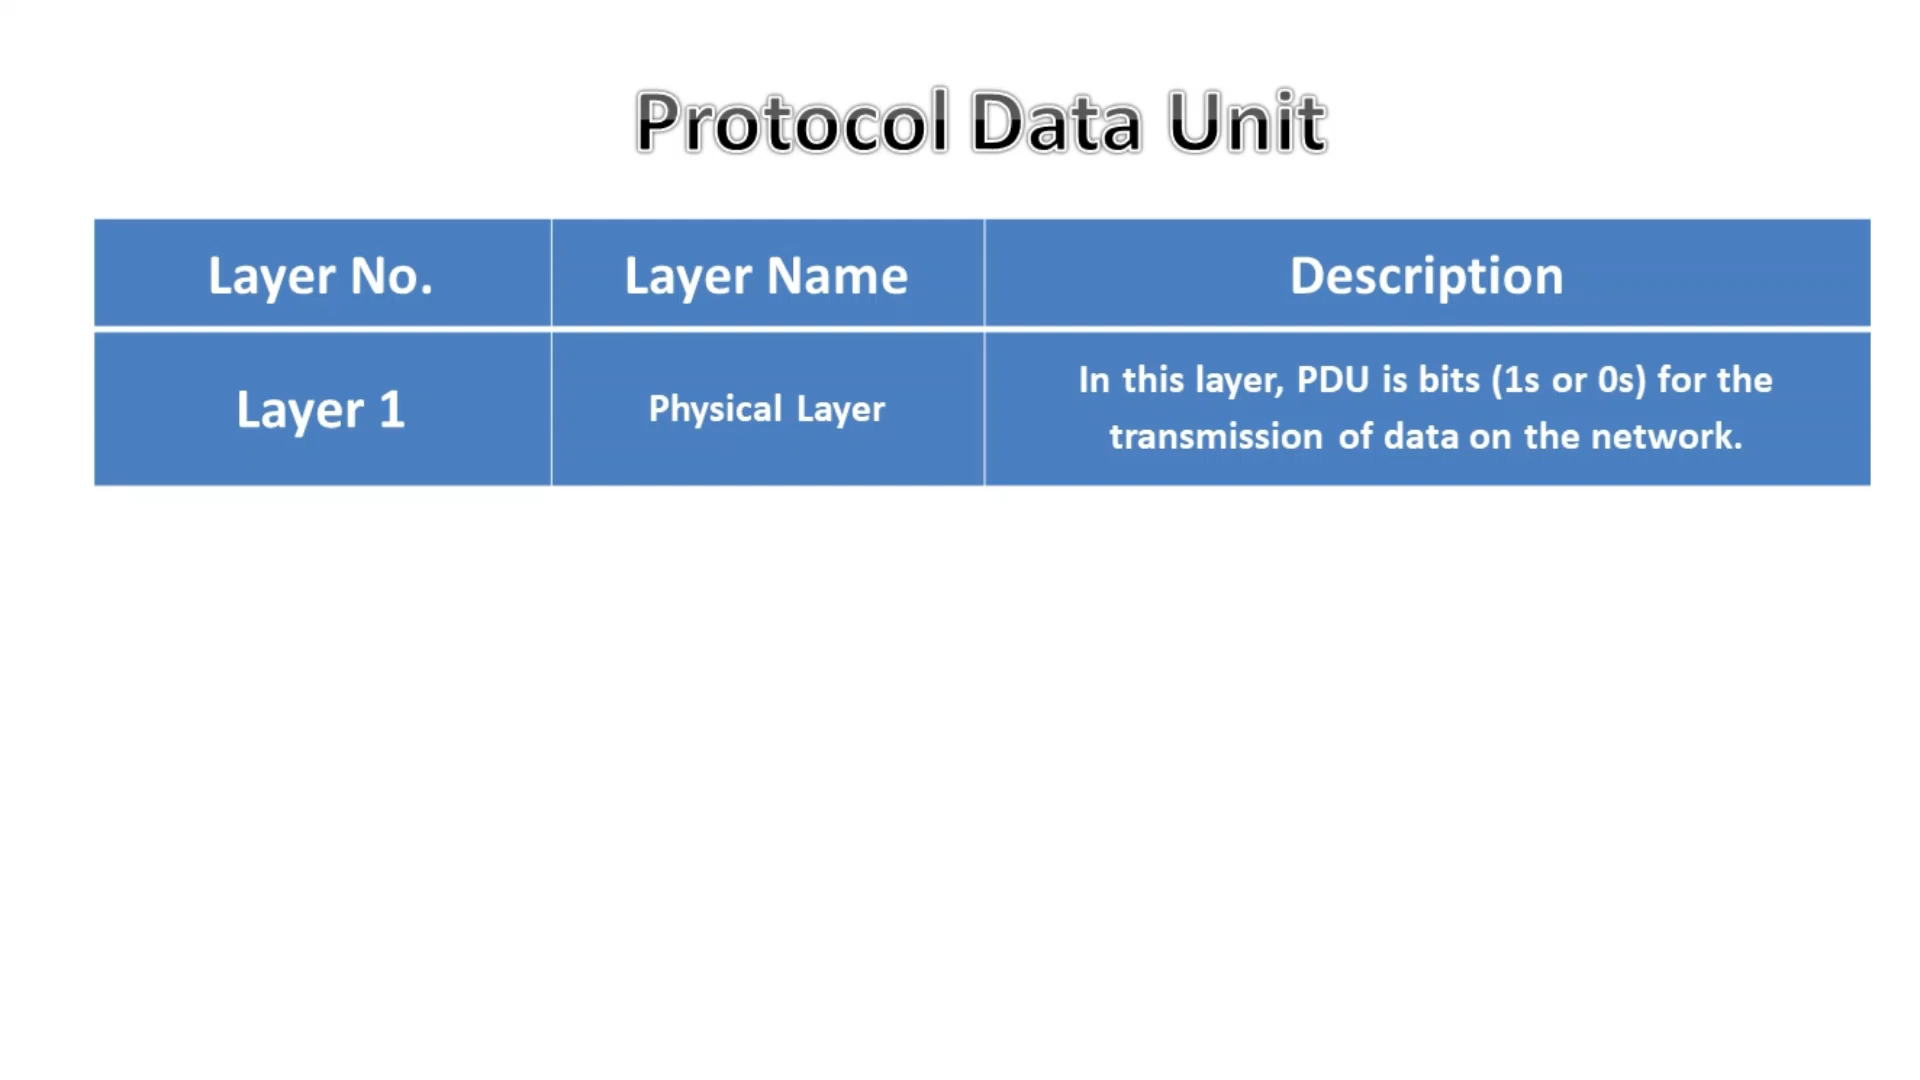 Protocol Data Unit
Layer No.
Layer Name
Description
Layer 1
Physical Layer
In this layer, PDU is bits (1s or 0s) for the
transmission of data on the network.